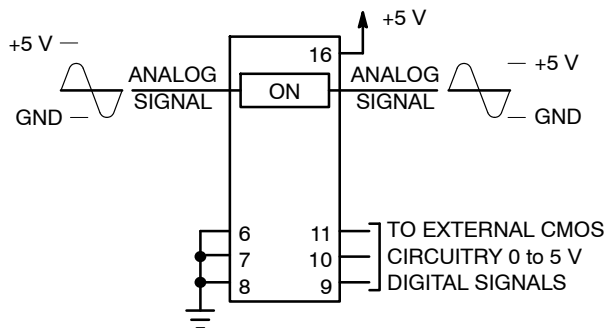 +5 V
16
+5 V
ANALOG
SIGNAL
ON
ANALOG
SIGNAL
+5 V
GND
GND
6
7
8
11
10
9
TO EXTERNAL CMOS
CIRCUITRY 0 to 5 V
DIGITAL SIGNALS